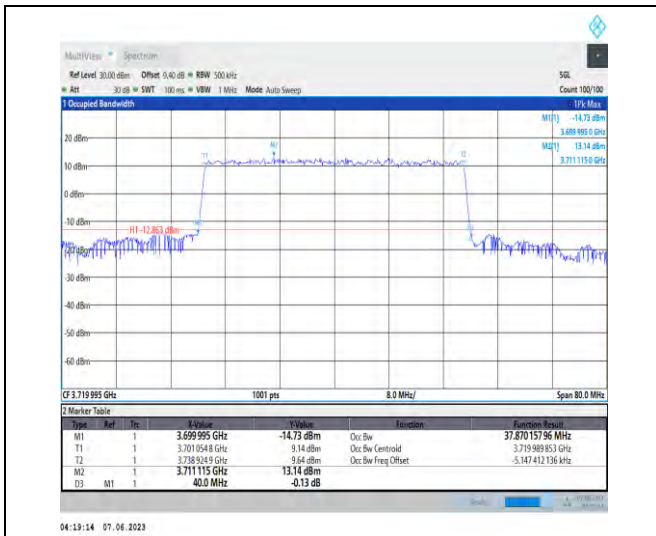 MultiView Spectrum
Ref Level 30.00 dBm Offset 9.40 dB RBW 500 kHz SGL
Att 30 dB SWT 100 ms VBW 1 MHz Mode Auto Sweep Count 100/100
1 Occupied Bandwidth 1Pk Max
M1[1] -14.73 dBm
3.699 995 0 GHz
M2[1] 13.14 dBm
3.711 115 0 GHz
20 dBm
T1 M2 T2
10 dBm
0 dBm
-10 dBm
H1 -12.863 dBm
-20 dBm
-30 dBm
-40 dBm
-50 dBm
-60 dBm
CF 3.719 995 GHz 1001 pts 8.0 MHz/ Span 80.0 MHz
2 Marker Table
Type Ref Trc X-Value Y-Value Function Function Result
M1 1 3.699 995 GHz -14.73 dBm Occ Bw 37.870 157 96 MHz
T1 1 3.701 054 8 GHz 9.14 dBm Occ Bw Centroid 3.719 989 853 GHz
T2 1 3.738 924 9 GHz 9.64 dBm Occ Bw Freq Offset -5.147 412 136 kHz
M2 1 3.711 115 GHz 13.14 dBm
D3 M1 1 40.0 MHz -0.13 dB
04:19:14 07.06.2023